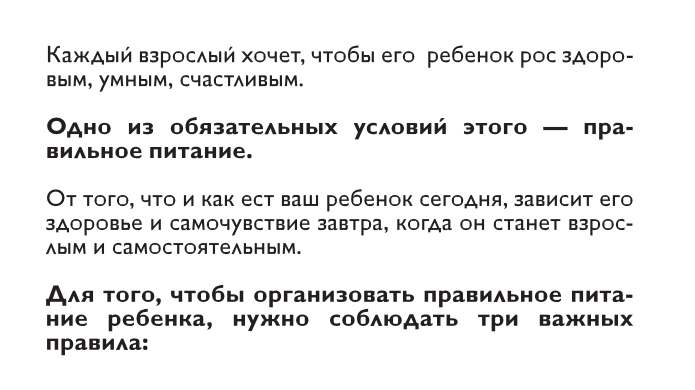 Каждый взрослый хочет, чтобы его ребенок рос здоро-
вым, умным, счастливым.
Одно из обязательных условий этого — пра-
вильное питание.
От того, что и как ест ваш ребенок сегодня, зависит его
здоровье и самочувствие завтра, когда он станет взрос-
лым и самостоятельным.
Для того, чтобы организовать правильное пита-
ние ребенка, нужно соблюдать три важных
правила: